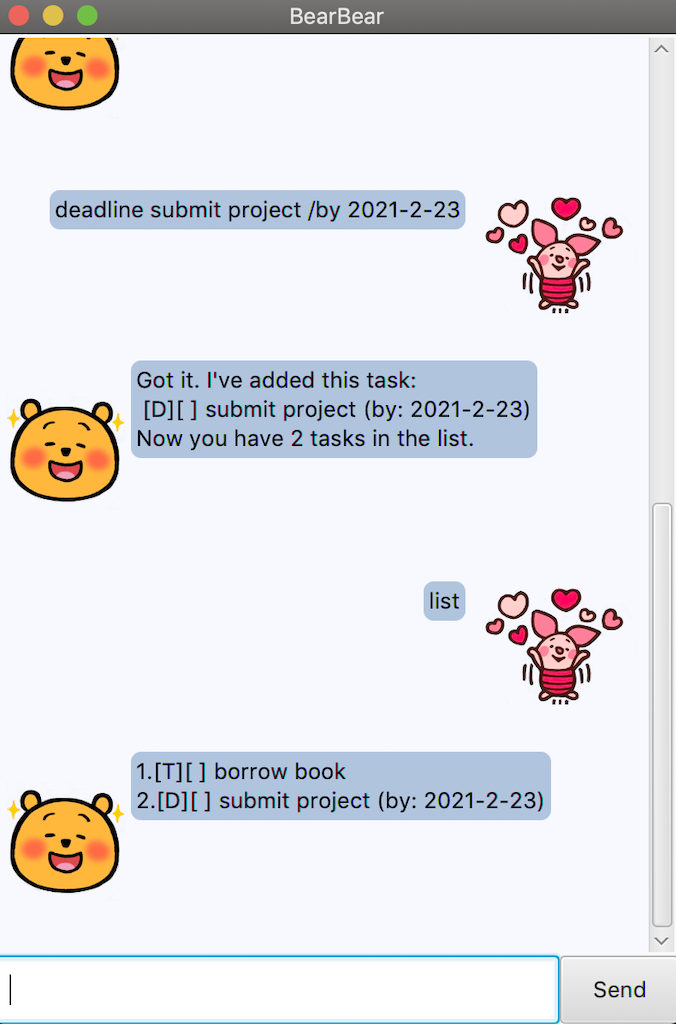 BearBear
deadline submit project /by 2021-2-23
Got it. I've added this task:
[D][ ] submit project (by: 2021-2-23)
Now you have 2 tasks in the list.
list
1.[T][ ] borrow book
2.[D][ ] submit project (by: 2021-2-23)
Send